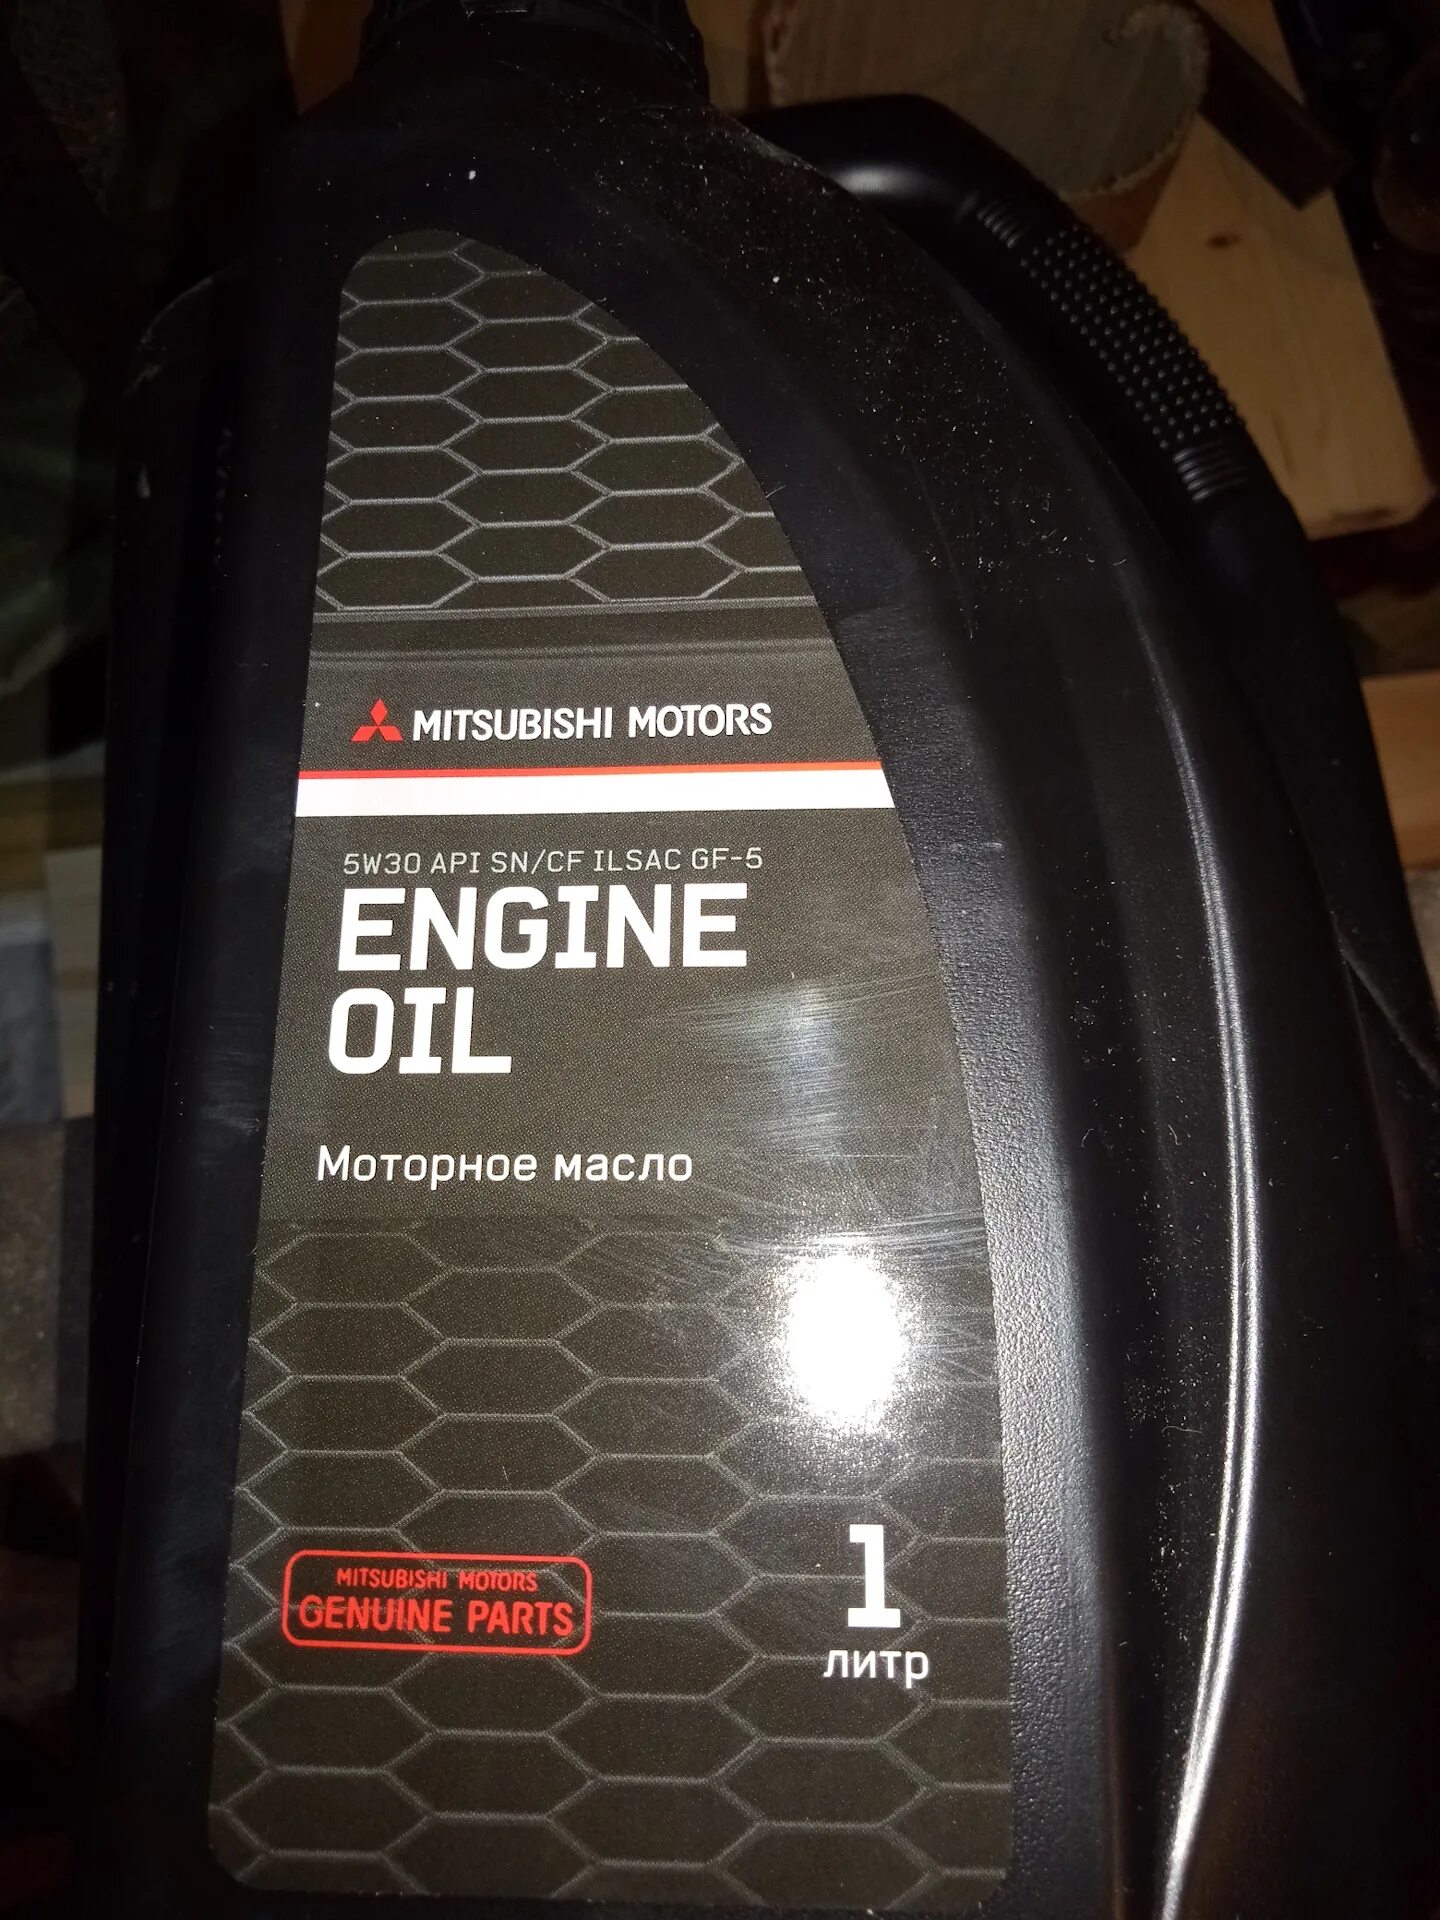 MITSUBISHI MOTORS
5W30 API SN/CF ILSAC GF-5
ENGINE
OIL
Моторное масло
MITSUBISHI MOTORS
GENUINE PARTS
1
литр